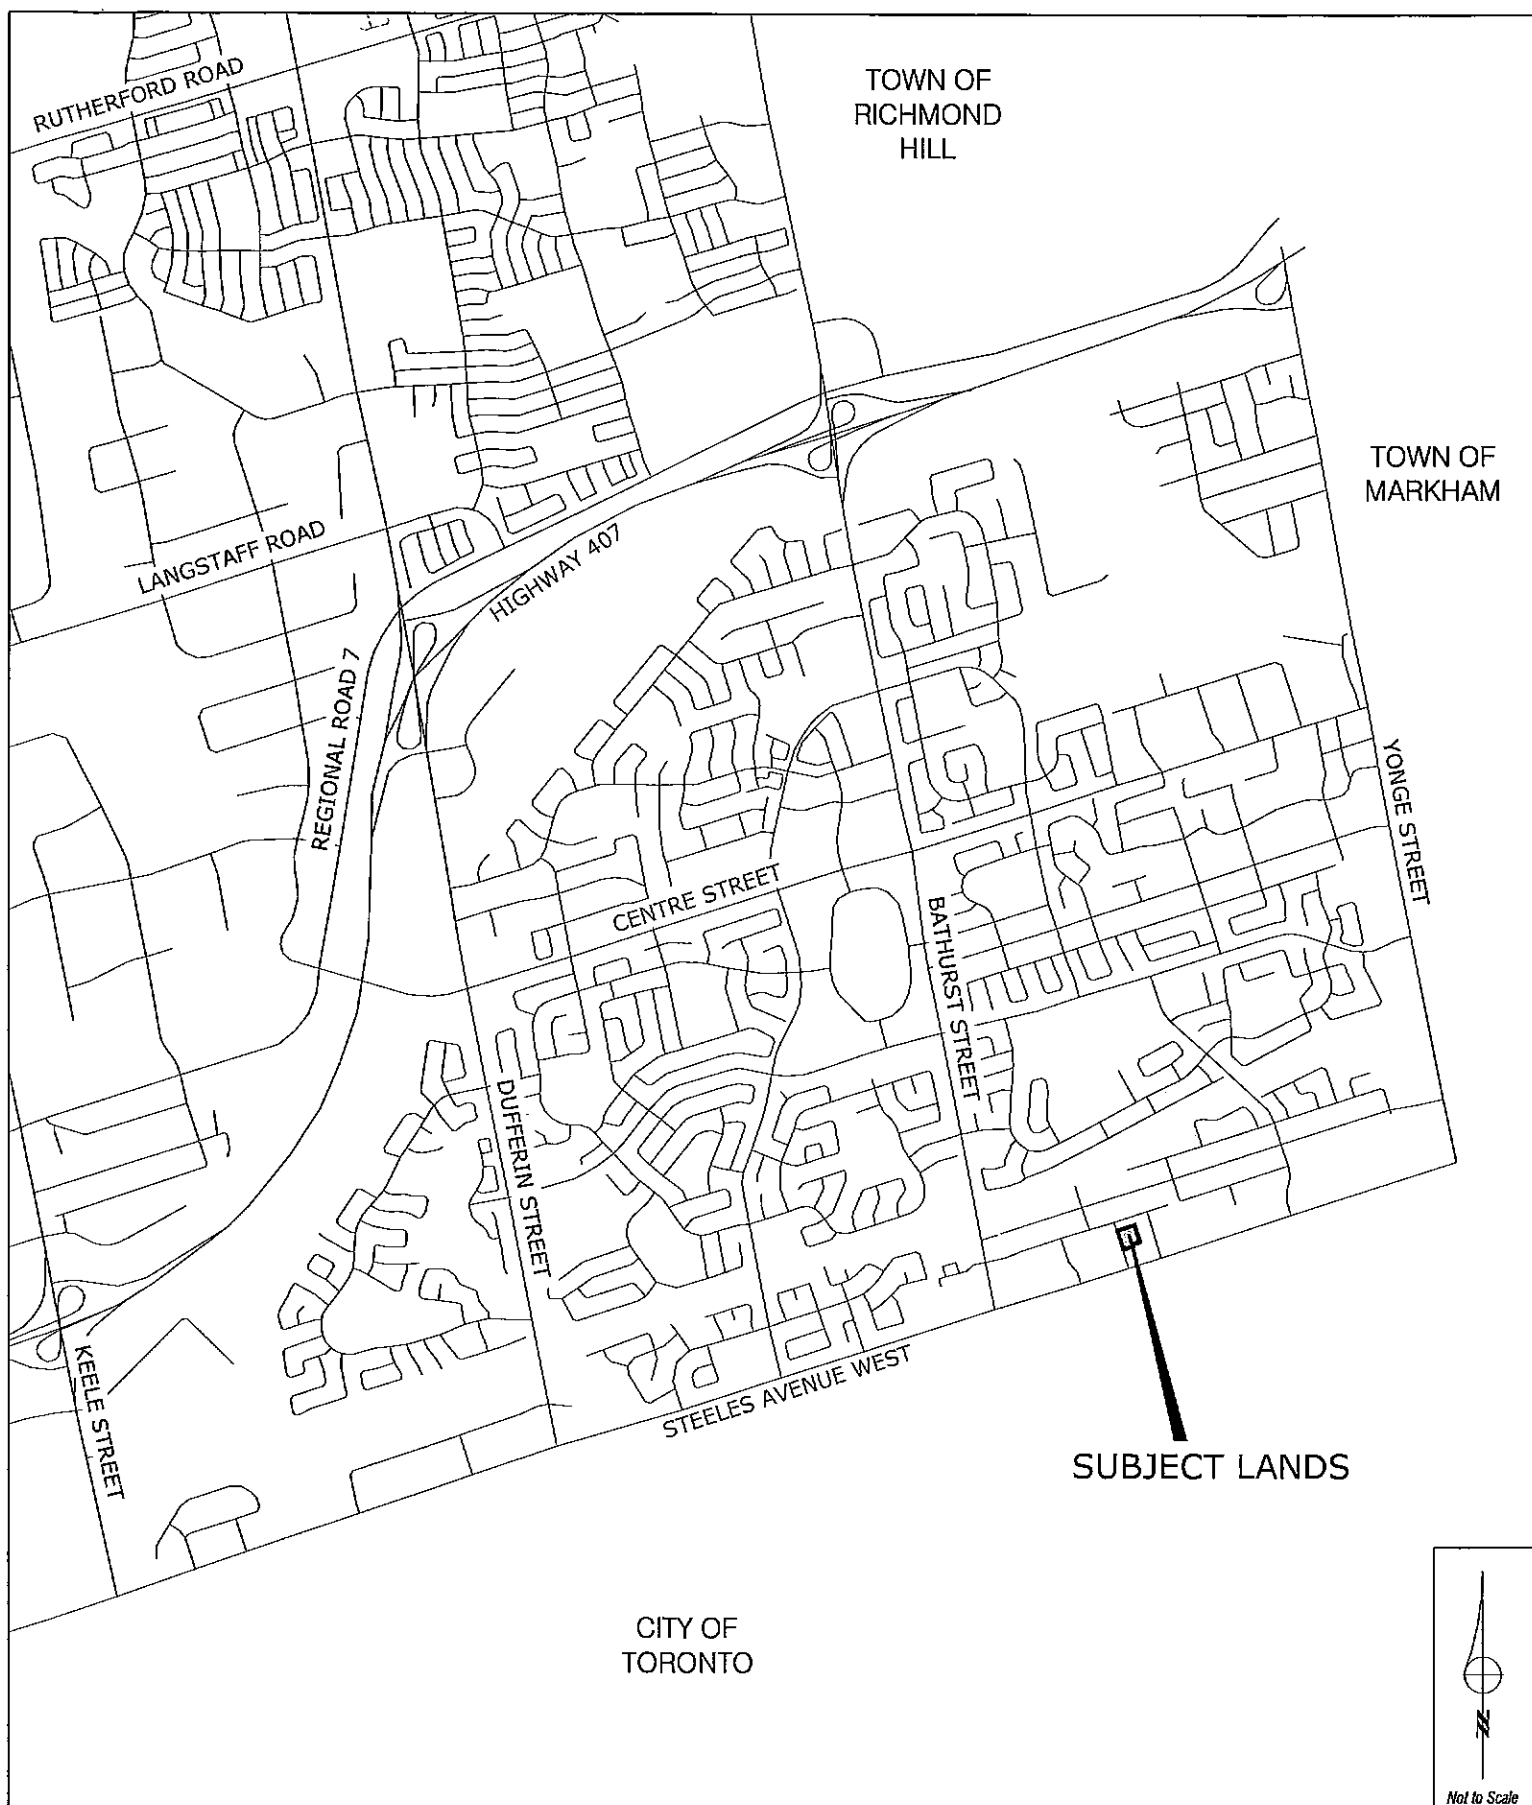 RUTHERFORD ROAD
TOWN OF
RICHMOND
HILL
TOWN OF
MARKHAM
LANGSTAFF ROAD
HIGHWAY 407
REGIONAL ROAD 7
YONGE STREET
CENTRE STREET
BATHURST STREET
DUFFERIN STREET
KEELE STREET
STEELES AVENUE WEST
SUBJECT LANDS
CITY OF
TORONTO
N
Not to Scale